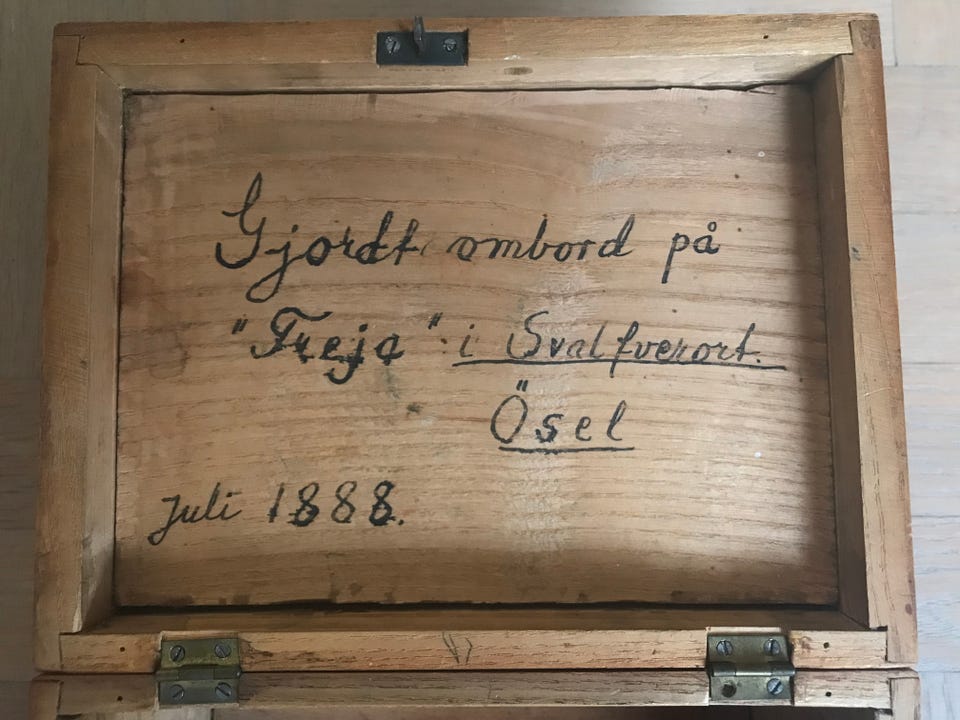 Gjordt ombord på
"Freja" i Svalfverort.
Ösel
Juli 1888.